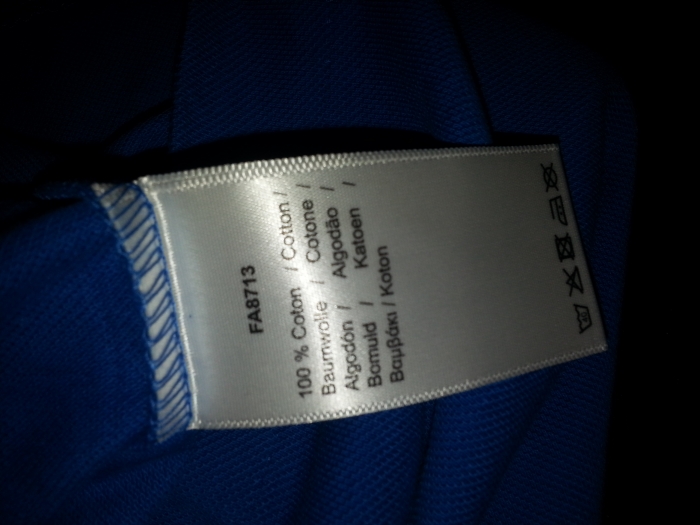 FA8713
100 % Coton / Cotton /
Baumwolle / Cotone /
Algodón / Algodão /
Bomuld / Katoen /
Βαμβάκι / Koton